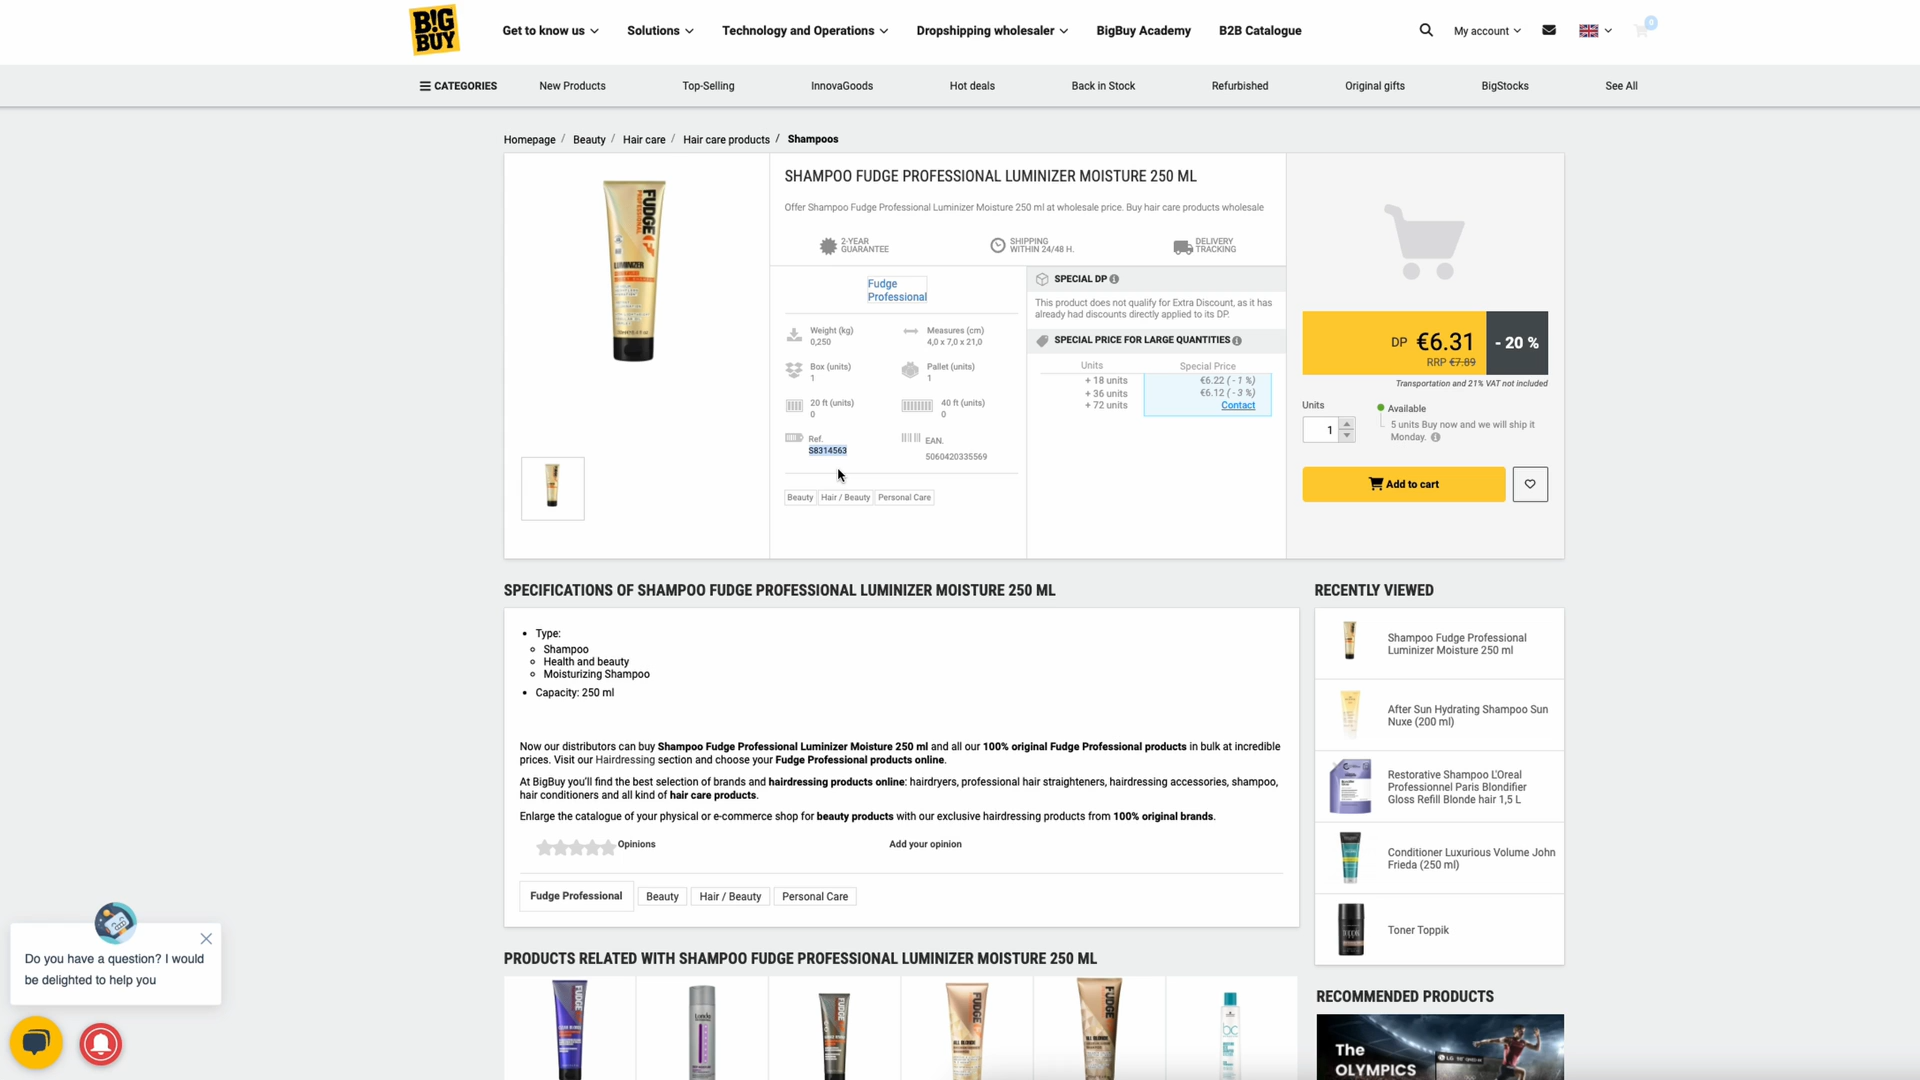 B!G
BUY
Get to know us
Solutions
Technology and Operations
Dropshipping wholesaler
BigBuy Academy
B2B Catalogue
My account
0
CATEGORIES
New Products
Top-Selling
InnovaGoods
Hot deals
Back in Stock
Refurbished
Original gifts
BigStocks
See All
Homepage / Beauty / Hair care / Hair care products / Shampoos
FUDGE
PROFESSIONAL
LUMINIZER
SHAMPOO FUDGE PROFESSIONAL LUMINIZER MOISTURE 250 ML
Offer Shampoo Fudge Professional Luminizer Moisture 250 ml at wholesale price. Buy hair care products wholesale
2-YEAR
GUARANTEE
SHIPPING
WITHIN 24/48 H.
DELIVERY
TRACKING
Fudge
Professional
Weight (kg)
0,250
Measures (cm)
4,0 x 7,0 x 21,0
Box (units)
1
Pallet (units)
1
20 ft (units)
0
40 ft (units)
0
Ref.
S8314563
EAN.
5060420335569
Beauty
Hair / Beauty
Personal Care
SPECIAL DP
This product does not qualify for Extra Discount, as it has
already had discounts directly applied to its DP.
SPECIAL PRICE FOR LARGE QUANTITIES
Units Special Price
+ 18 units €6.22 ( - 1 %)
+ 36 units €6.12 ( - 3 %)
+ 72 units Contact
DP €6.31
RRP €7.89
- 20 %
Transportation and 21% VAT not included
Units
1
Available
5 units Buy now and we will ship it
Monday.
Add to cart
SPECIFICATIONS OF SHAMPOO FUDGE PROFESSIONAL LUMINIZER MOISTURE 250 ML
Type:
Shampoo
Health and beauty
Moisturizing Shampoo
Capacity: 250 ml
Now our distributors can buy Shampoo Fudge Professional Luminizer Moisture 250 ml and all our 100% original Fudge Professional products in bulk at incredible
prices. Visit our Hairdressing section and choose your Fudge Professional products online.
At BigBuy you'll find the best selection of brands and hairdressing products online: hairdryers, professional hair straighteners, hairdressing accessories, shampoo,
hair conditioners and all kind of hair care products.
Enlarge the catalogue of your physical or e-commerce shop for beauty products with our exclusive hairdressing products from 100% original brands.
Opinions
Add your opinion
Fudge Professional
Beauty
Hair / Beauty
Personal Care
RECENTLY VIEWED
Shampoo Fudge Professional
Luminizer Moisture 250 ml
After Sun Hydrating Shampoo Sun
Nuxe (200 ml)
Restorative Shampoo L'Oreal
Professionnel Paris Blondifier
Gloss Refill Blonde hair 1,5 L
Conditioner Luxurious Volume John
Frieda (250 ml)
Toner Toppik
PRODUCTS RELATED WITH SHAMPOO FUDGE PROFESSIONAL LUMINIZER MOISTURE 250 ML
FUDGE
Londa
FUDGE
FUDGE
bc
RECOMMENDED PRODUCTS
The
OLYMPICS
LG
Do you have a question? I would
be delighted to help you